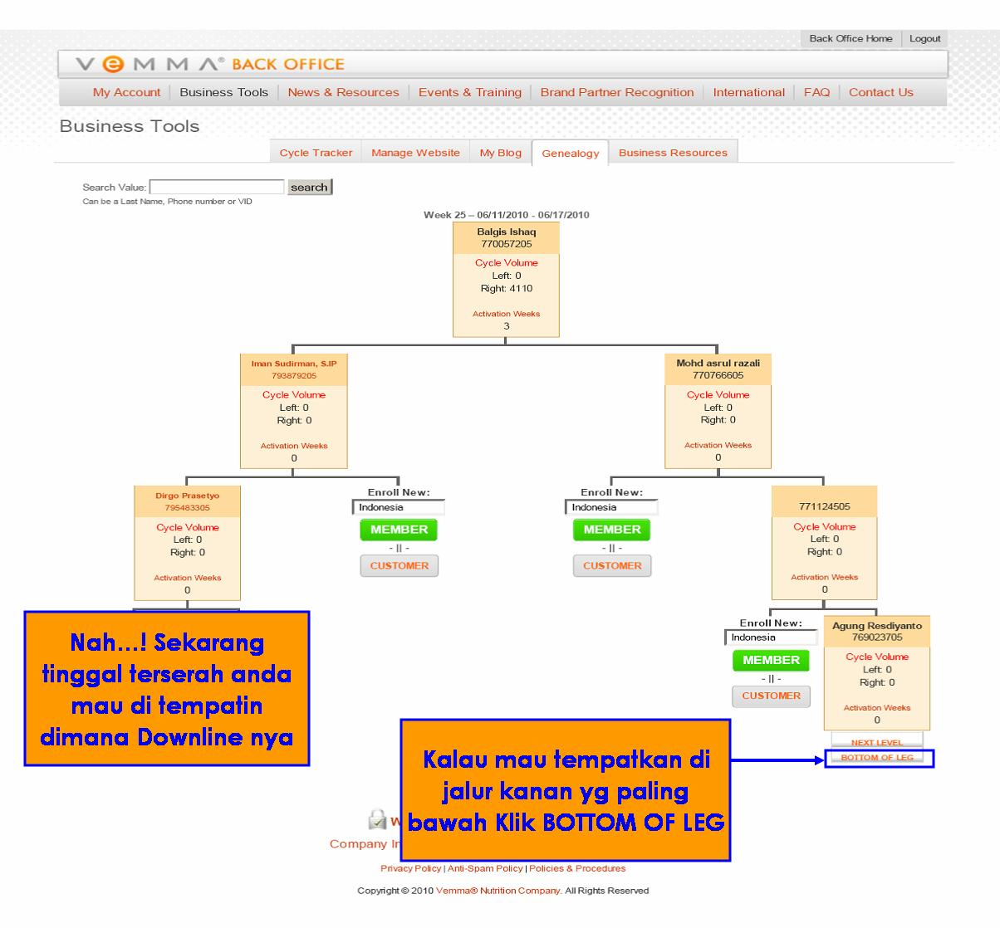 Back Office Home Logout
VEMMA® BACK OFFICE
My Account Business Tools News & Resources Events & Training Brand Partner Recognition International FAQ Contact Us
Business Tools
Cycle Tracker Manage Website My Blog Genealogy Business Resources
Search Value: search
Can be a Last Name, Phone number or VID
Week 25 – 06/11/2010 - 06/17/2010
Balgis Ishaq
770057205
Cycle Volume
Left: 0
Right: 4110
Activation Weeks
3
Iman Sudirman, S.IP
793879205
Cycle Volume
Left: 0
Right: 0
Activation Weeks
0
Mohd asrul razali
770766605
Cycle Volume
Left: 0
Right: 0
Activation Weeks
0
Dirgo Prasetyo
795483305
Cycle Volume
Left: 0
Right: 0
Activation Weeks
0
Enroll New:
Indonesia
MEMBER
- || -
CUSTOMER
Enroll New:
Indonesia
MEMBER
- || -
CUSTOMER
771124505
Cycle Volume
Left: 0
Right: 0
Activation Weeks
0
Enroll New:
Indonesia
MEMBER
- || -
CUSTOMER
Agung Resdiyanto
769023705
Cycle Volume
Left: 0
Right: 0
Activation Weeks
0
NEXT LEVEL
BOTTOM OF LEG
Nah...! Sekarang
tinggal terserah anda
mau di tempatin
dimana Downline nya
Kalau mau tempatkan di
jalur kanan yg paling
bawah Klik BOTTOM OF LEG
Company
Privacy Policy | Anti-Spam Policy | Policies & Procedures
Copyright © 2010 Vemma® Nutrition Company. All Rights Reserved